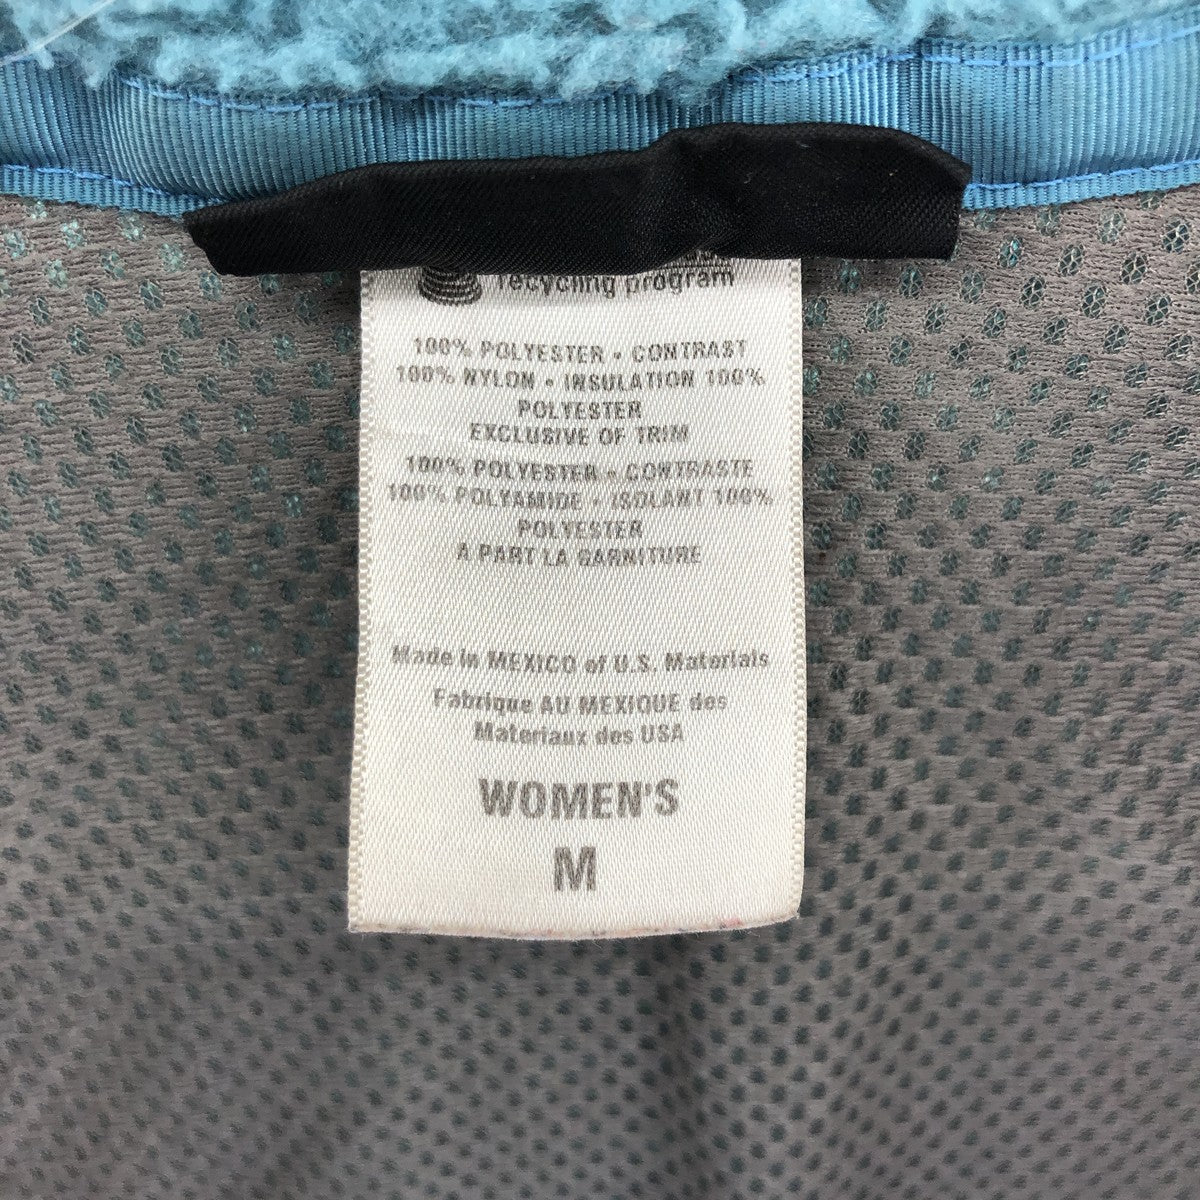 recycling program
100% POLYESTER • CONTRAST
100% NYLON • INSULATION 100%
POLYESTER
EXCLUSIVE OF TRIM
100% POLYESTER • CONTRASTE
100% POLYAMIDE • ISOLANT 100%
POLYESTER
A PART LA GARNITURE
Made in MEXICO of U.S. Materials
Fabrique AU MEXIQUE des
Materiaux des USA
WOMEN'S
M